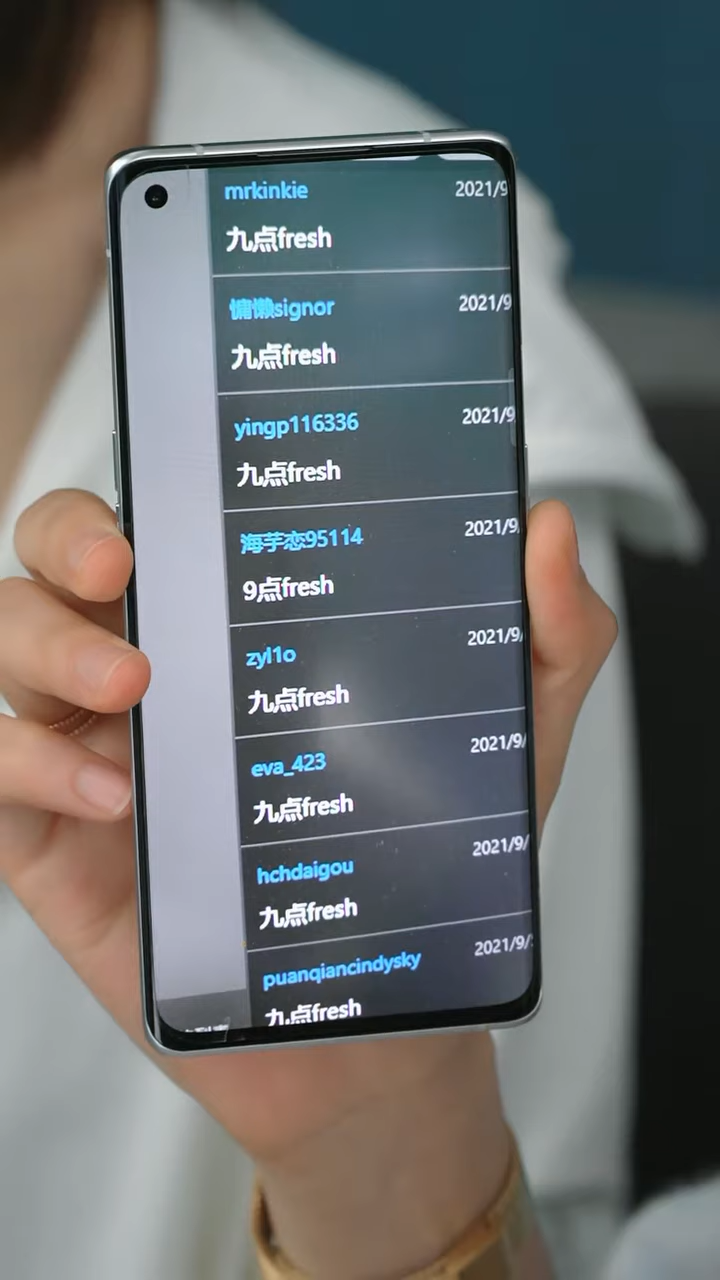 mrkinkie 2021/9
九点fresh
慵懒signor 2021/9
九点fresh
yingp116336 2021/9
九点fresh
海芋恋95114 2021/9/
9点fresh
zyl1o 2021/9/
九点fresh
eva_423 2021/9/
九点fresh
hchdaigou 2021/9/
九点fresh
puanqiancindysky 2021/9/
九点fresh